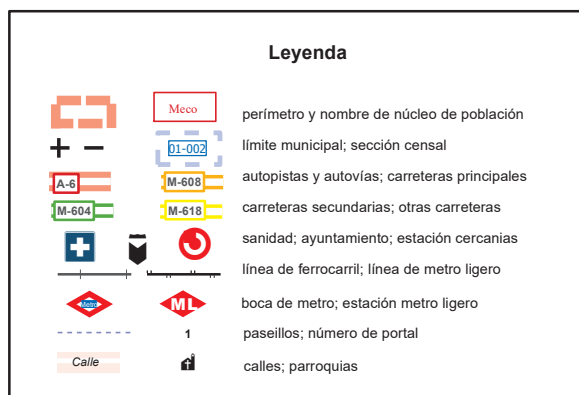 Leyenda
Meco perímetro y nombre de núcleo de población
01-002 límite municipal; sección censal
A-6 M-608 autopistas y autovías; carreteras principales
M-604 M-618 carreteras secundarias; otras carreteras
sanidad; ayuntamiento; estación cercanias
línea de ferrocarril; línea de metro ligero
Metro ML boca de metro; estación metro ligero
1 paseillos; número de portal
Calle calles; parroquias